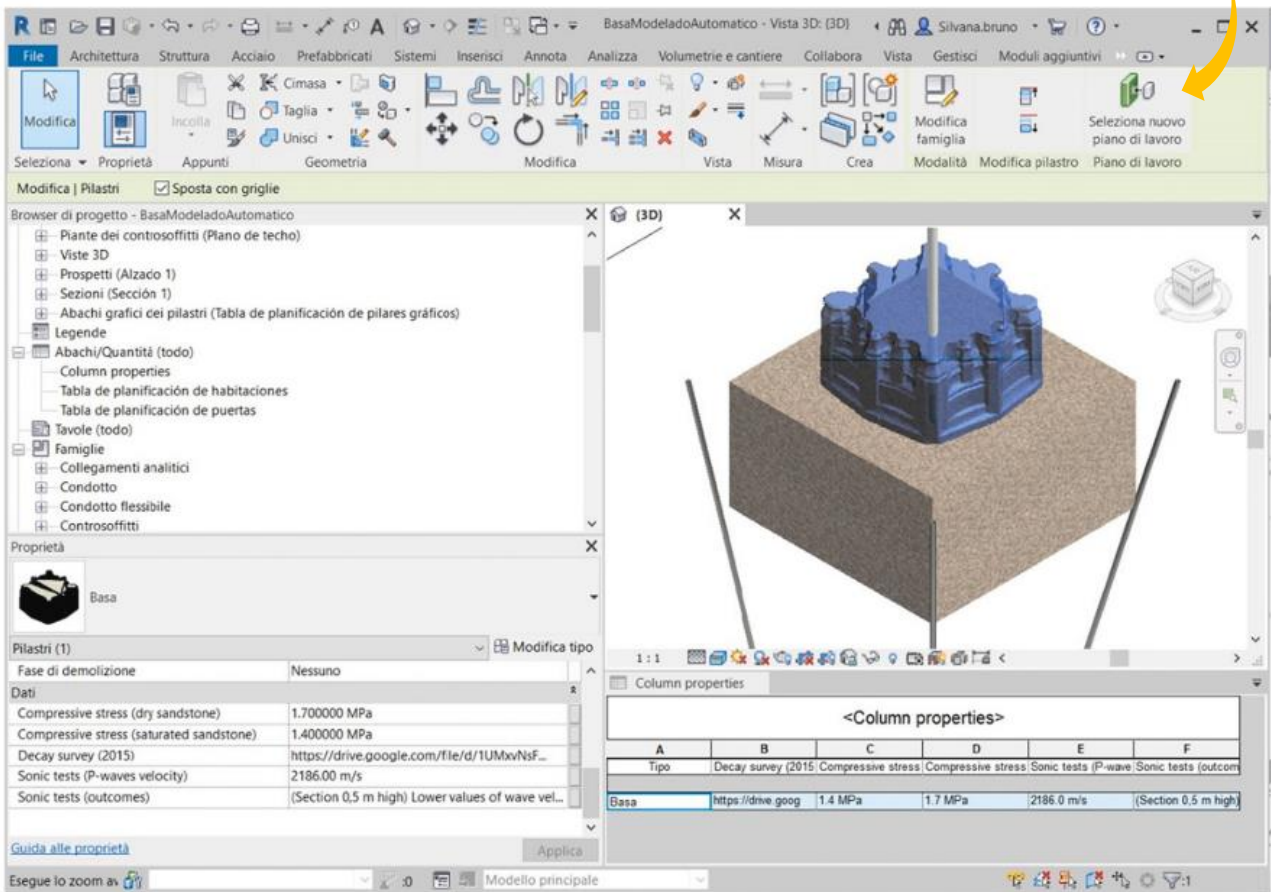 BasaModeladoAutomatico - Vista 3D: {3D} Silvana.bruno
File Architettura Struttura Acciaio Prefabbricati Sistemi Inserisci Annota Analizza Volumetrie e cantiere Collabora Vista Gestisci Moduli aggiuntivi
Modifica Incolla Cimasa Taglia Unisci Modifica famiglia Seleziona nuovo piano di lavoro
Seleziona Proprietà Appunti Geometria Modifica Vista Misura Crea Modalità Modifica pilastro Piano di lavoro
Modifica | Pilastri Sposta con griglie
Browser di progetto - BasaModeladoAutomatico
Piante dei controsoffitti (Plano de techo)
Viste 3D
Prospetti (Alzado 1)
Sezioni (Sección 1)
Abachi grafici dei pilastri (Tabla de planificación de pilares gráficos)
Legende
Abachi/Quantità (todo)
Column properties
Tabla de planificación de habitaciones
Tabla de planificación de puertas
Tavole (todo)
Famiglie
Collegamenti analitici
Condotto
Condotto flessibile
Controsoffitti
Proprietà
Basa
Pilastri (1) Modifica tipo
Fase di demolizione Nessuno
Dati
Compressive stress (dry sandstone) 1.700000 MPa
Compressive stress (saturated sandstone) 1.400000 MPa
Decay survey (2015) https://drive.google.com/file/d/1UMxvNsF...
Sonic tests (P-waves velocity) 2186.00 m/s
Sonic tests (outcomes) (Section 0,5 m high) Lower values of wave vel...
Guida alle proprietà Applica
{3D}
1:1
Column properties
<Column properties>
A B C D E F
Tipo Decay survey (2015 Compressive stress Compressive stress Sonic tests (P-wave Sonic tests (outcom
Basa https://drive.goog 1.4 MPa 1.7 MPa 2186.0 m/s (Section 0,5 m high)
Esegue lo zoom av :0 Modello principale :1